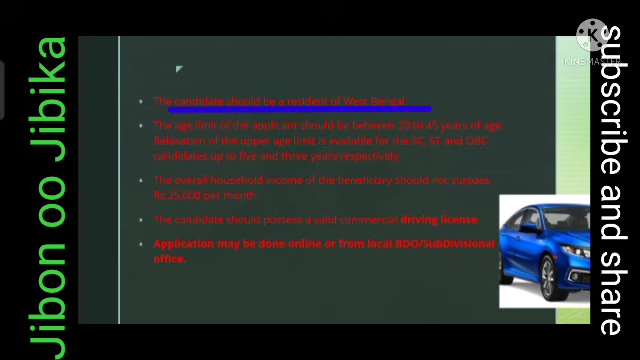 Jibon oo Jibika
The candidate should be a resident of West Bengal
The age limit of the applicant should be between 20 to 45 years of age.
Relaxation of the upper age limit is available for the SC, ST and OBC
candidates up to five and three years respectively
The overall household income of the beneficiary should not surpass
Rs.25,000 per month
The candidate should possess a valid commercial driving license
Application may be done online or from local BDO/SubDivisional
office.
subscribe and share
KINEMASTER